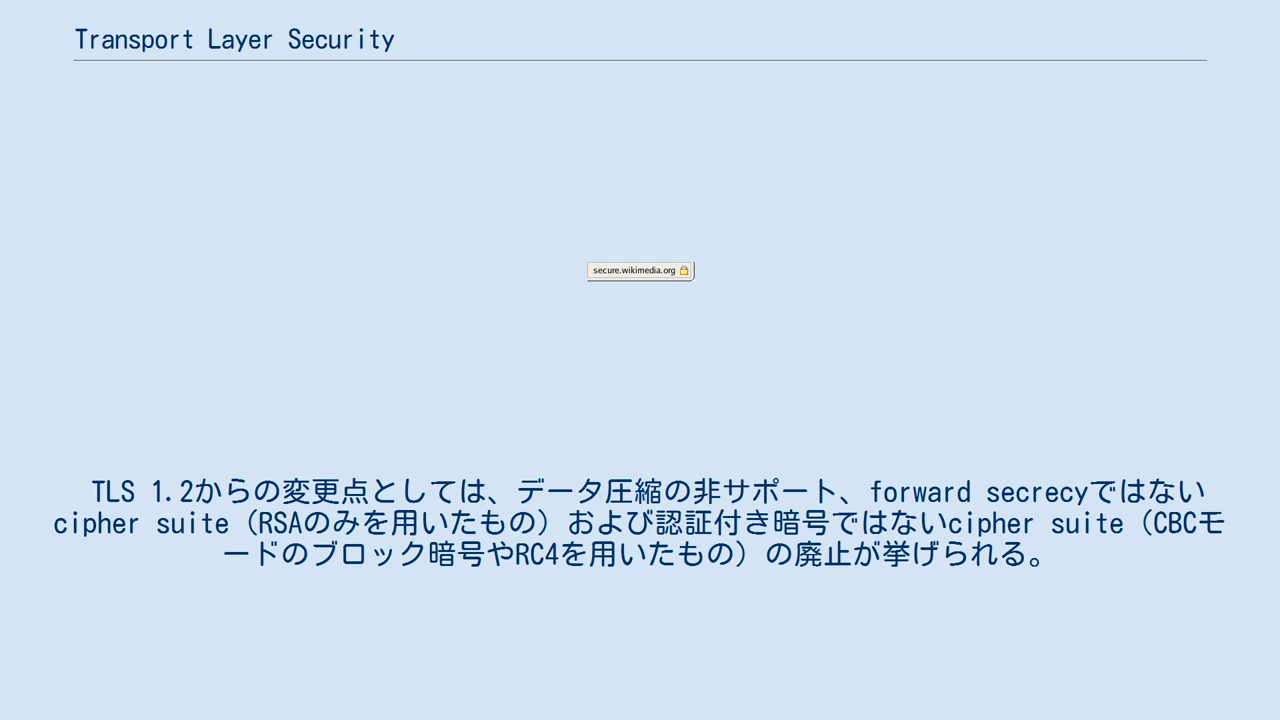 Transport Layer Security
secure.wikimedia.org
TLS 1.2からの変更点としては、データ圧縮の非サポート、forward secrecyではない
cipher suite（RSAのみを用いたもの）および認証付き暗号ではないcipher suite（CBCモ
ードのブロック暗号やRC4を用いたもの）の廃止が挙げられる。